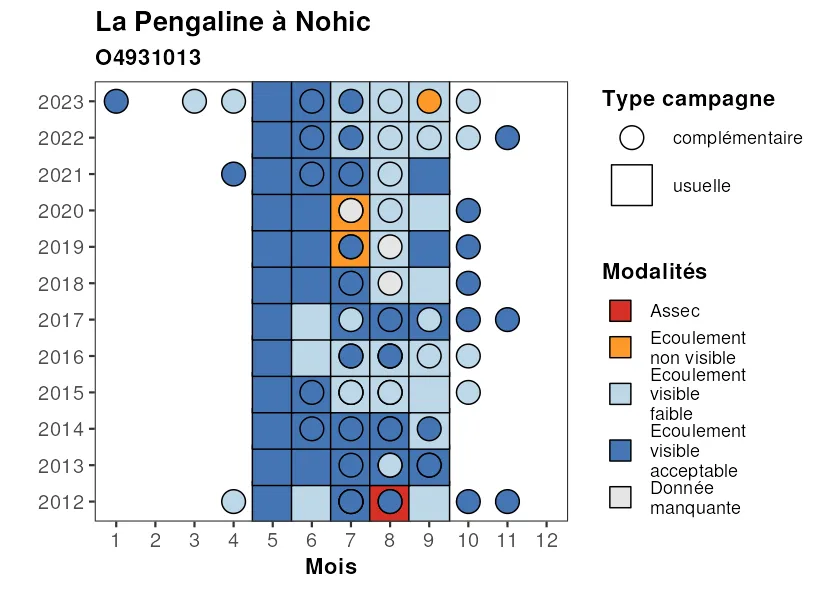 La Pengaline à Nohic
O4931013
2023
2022
2021
2020
2019
2018
2017
2016
2015
2014
2013
2012
1 2 3 4 5 6 7 8 9 10 11 12
Mois
Type campagne
complémentaire
usuelle
Modalités
Assec
Ecoulement
non visible
Ecoulement
visible
faible
Ecoulement
visible
acceptable
Donnée
manquante